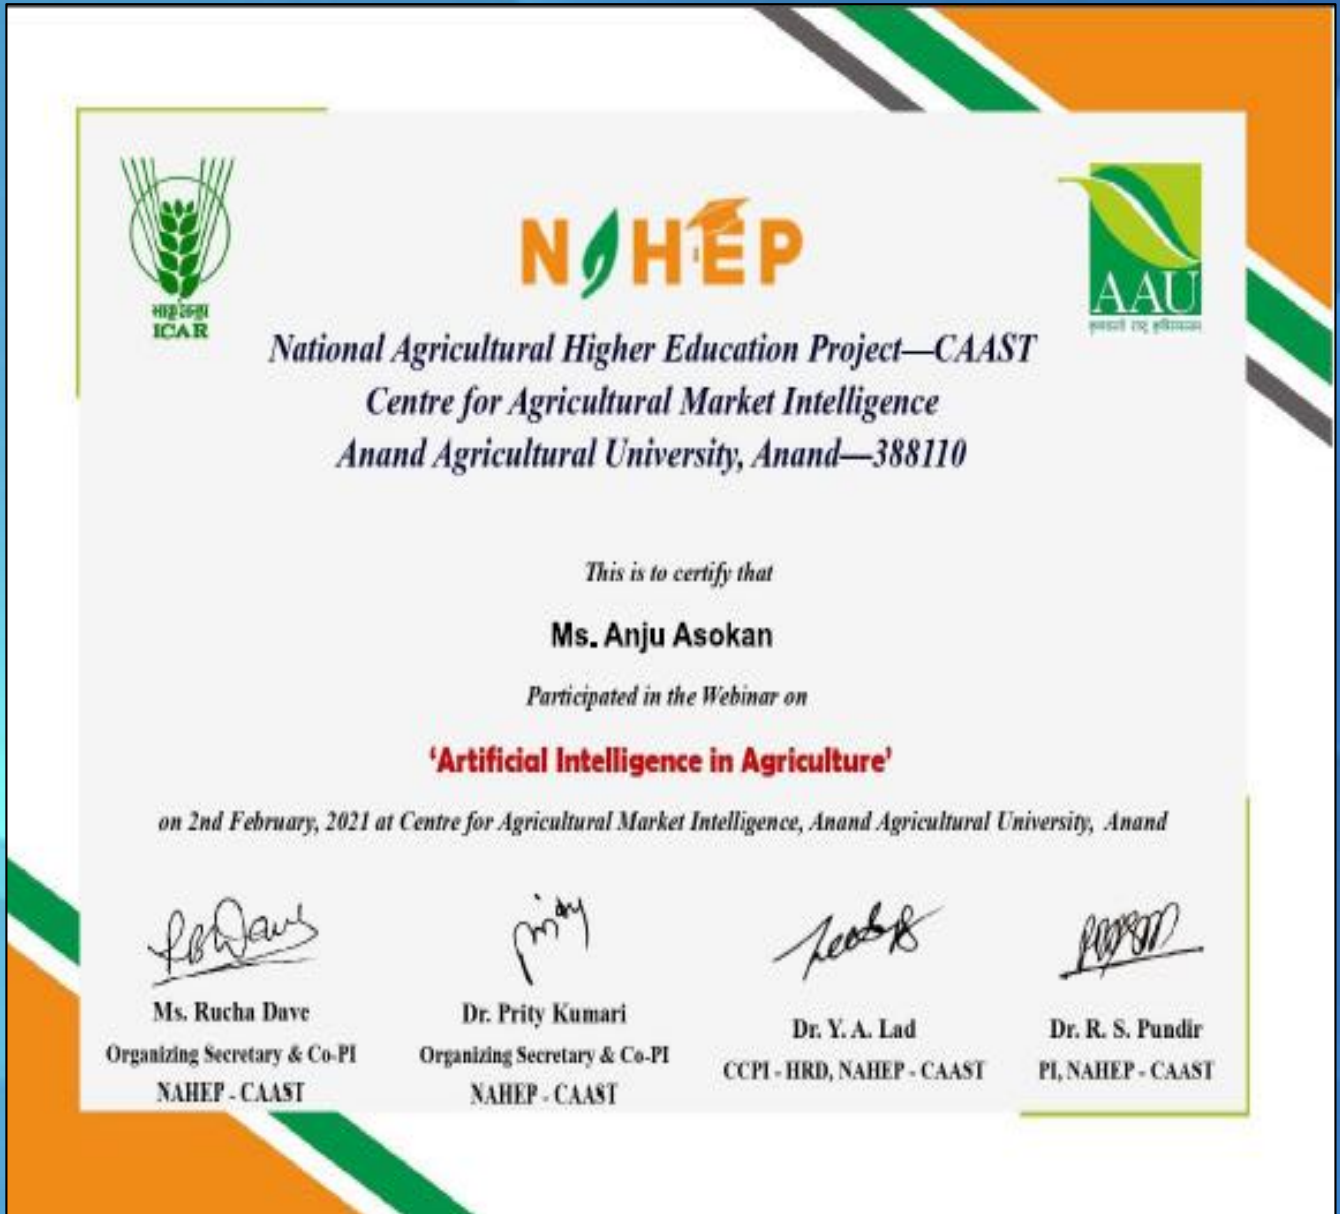 NAHEP
ICAR
AAU
National Agricultural Higher Education Project—CAAST
Centre for Agricultural Market Intelligence
Anand Agricultural University, Anand—388110
This is to certify that
Ms. Anju Asokan
Participated in the Webinar on
‘Artificial Intelligence in Agriculture’
on 2nd February, 2021 at Centre for Agricultural Market Intelligence, Anand Agricultural University, Anand
Ms. Rucha Dave
Organizing Secretary & Co-PI
NAHEP - CAAST
Dr. Prity Kumari
Organizing Secretary & Co-PI
NAHEP - CAAST
Dr. Y. A. Lad
CCPI - HRD, NAHEP - CAAST
Dr. R. S. Pundir
PI, NAHEP - CAAST